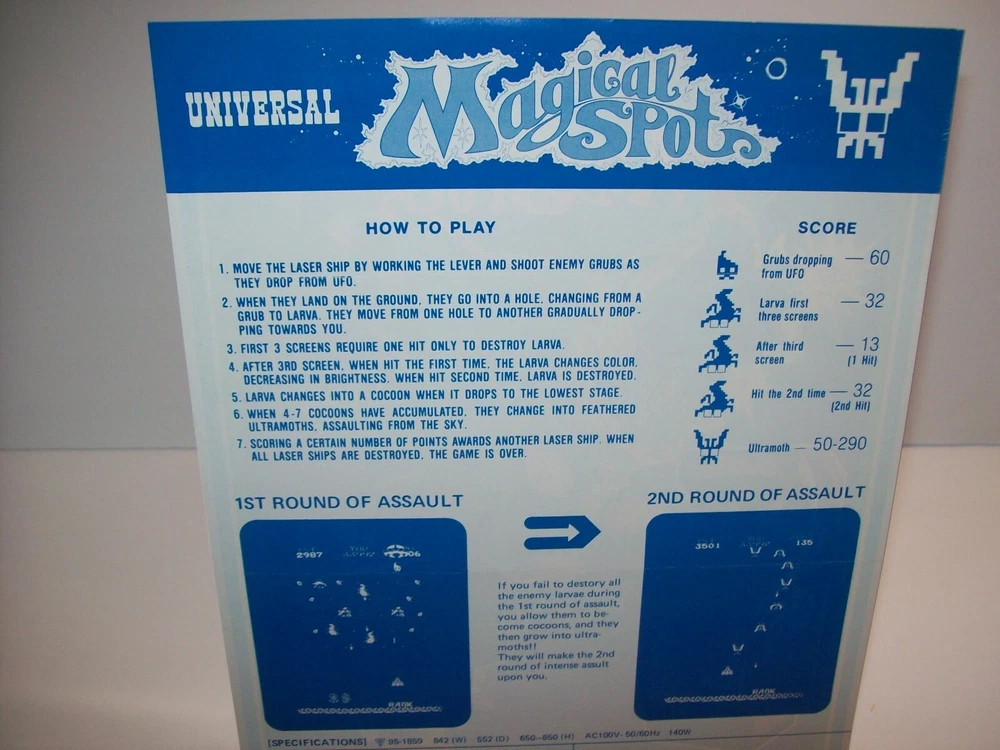 UNIVERSAL
Magical Spot
HOW TO PLAY
1. MOVE THE LASER SHIP BY WORKING THE LEVER AND SHOOT ENEMY GRUBS AS
THEY DROP FROM UFO.
2. WHEN THEY LAND ON THE GROUND, THEY GO INTO A HOLE, CHANGING FROM A
GRUB TO LARVA. THEY MOVE FROM ONE HOLE TO ANOTHER GRADUALLY DROP-
PING TOWARDS YOU.
3. FIRST 3 SCREENS REQUIRE ONE HIT ONLY TO DESTROY LARVA.
4. AFTER 3RD SCREEN, WHEN HIT THE FIRST TIME, THE LARVA CHANGES COLOR,
DECREASING IN BRIGHTNESS. WHEN HIT SECOND TIME, LARVA IS DESTROYED.
5. LARVA CHANGES INTO A COCOON WHEN IT DROPS TO THE LOWEST STAGE.
6. WHEN 4-7 COCOONS HAVE ACCUMULATED, THEY CHANGE INTO FEATHERED
ULTRAMOTHS, ASSAULTING FROM THE SKY.
7. SCORING A CERTAIN NUMBER OF POINTS AWARDS ANOTHER LASER SHIP. WHEN
ALL LASER SHIPS ARE DESTROYED, THE GAME IS OVER.
SCORE
Grubs dropping — 60
from UFO
Larva first — 32
three screens
After third — 13
screen (1 Hit)
Hit the 2nd time — 32
(2nd Hit)
Ultramoth — 50-290
1ST ROUND OF ASSAULT
2987
RANK
If you fail to destory all
the enemy larvae during
the 1st round of assault,
you allow them to be-
come cocoons, and they
then grow into ultra-
moths!!
They will make the 2nd
round of intense assult
upon you.
2ND ROUND OF ASSAULT
3501 135
RANK
[SPECIFICATIONS] 95-1859 842 (W) 552 (D) 650-850 (H) AC100V- 50/60Hz 140W